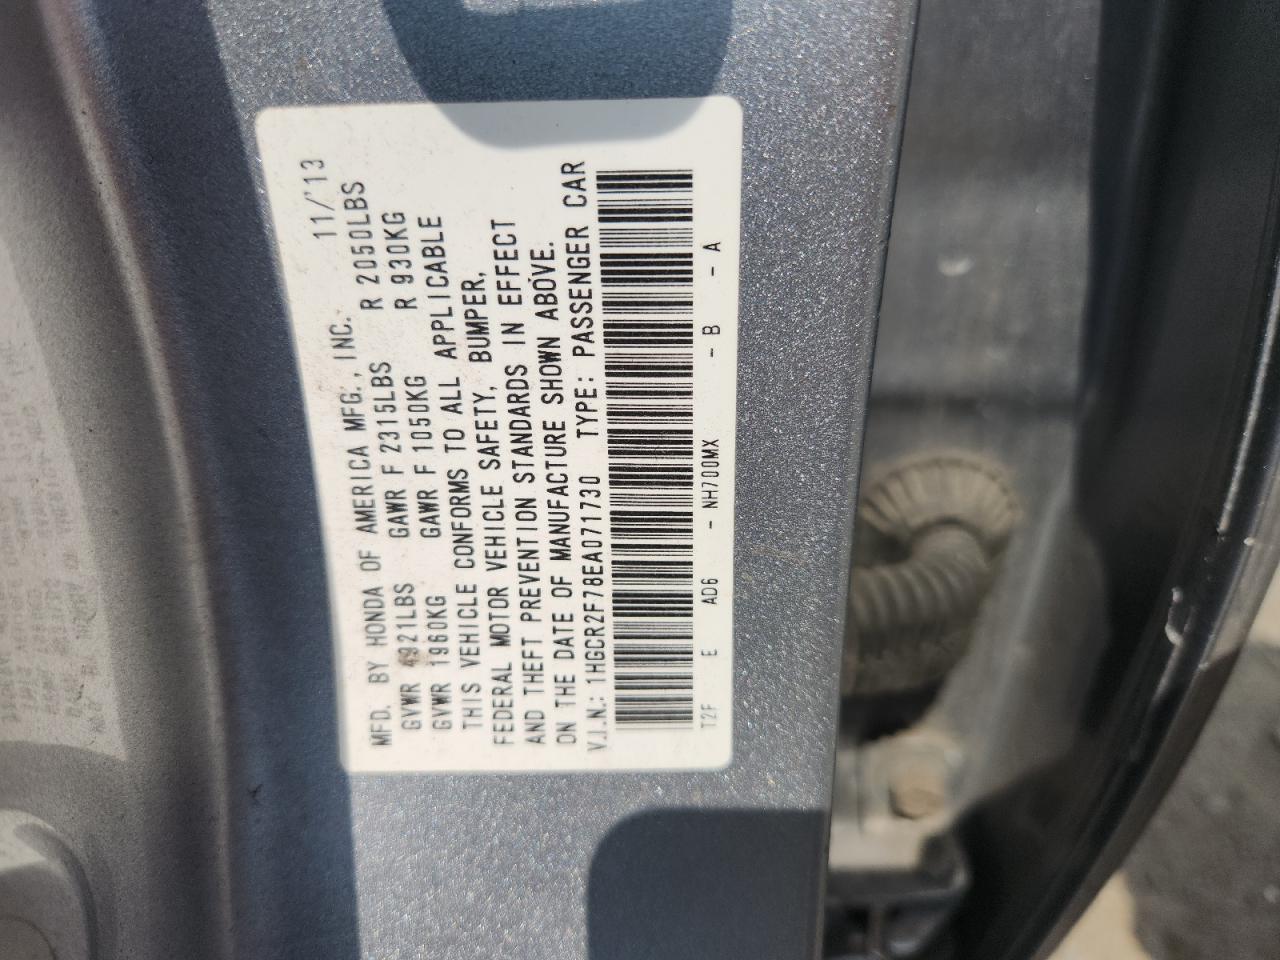 MFD. BY HONDA OF AMERICA MFG., INC. 11/'13
GVWR 4921LBS GAWR F 2315LBS R 2050LBS
GVWR 1960KG GAWR F 1050KG R 930KG
THIS VEHICLE CONFORMS TO ALL APPLICABLE
FEDERAL MOTOR VEHICLE SAFETY, BUMPER,
AND THEFT PREVENTION STANDARDS IN EFFECT
ON THE DATE OF MANUFACTURE SHOWN ABOVE.
V.I.N.: 1HGCR2F78EA071730 TYPE: PASSENGER CAR
T2F E AD6 - NH700MX - B - A